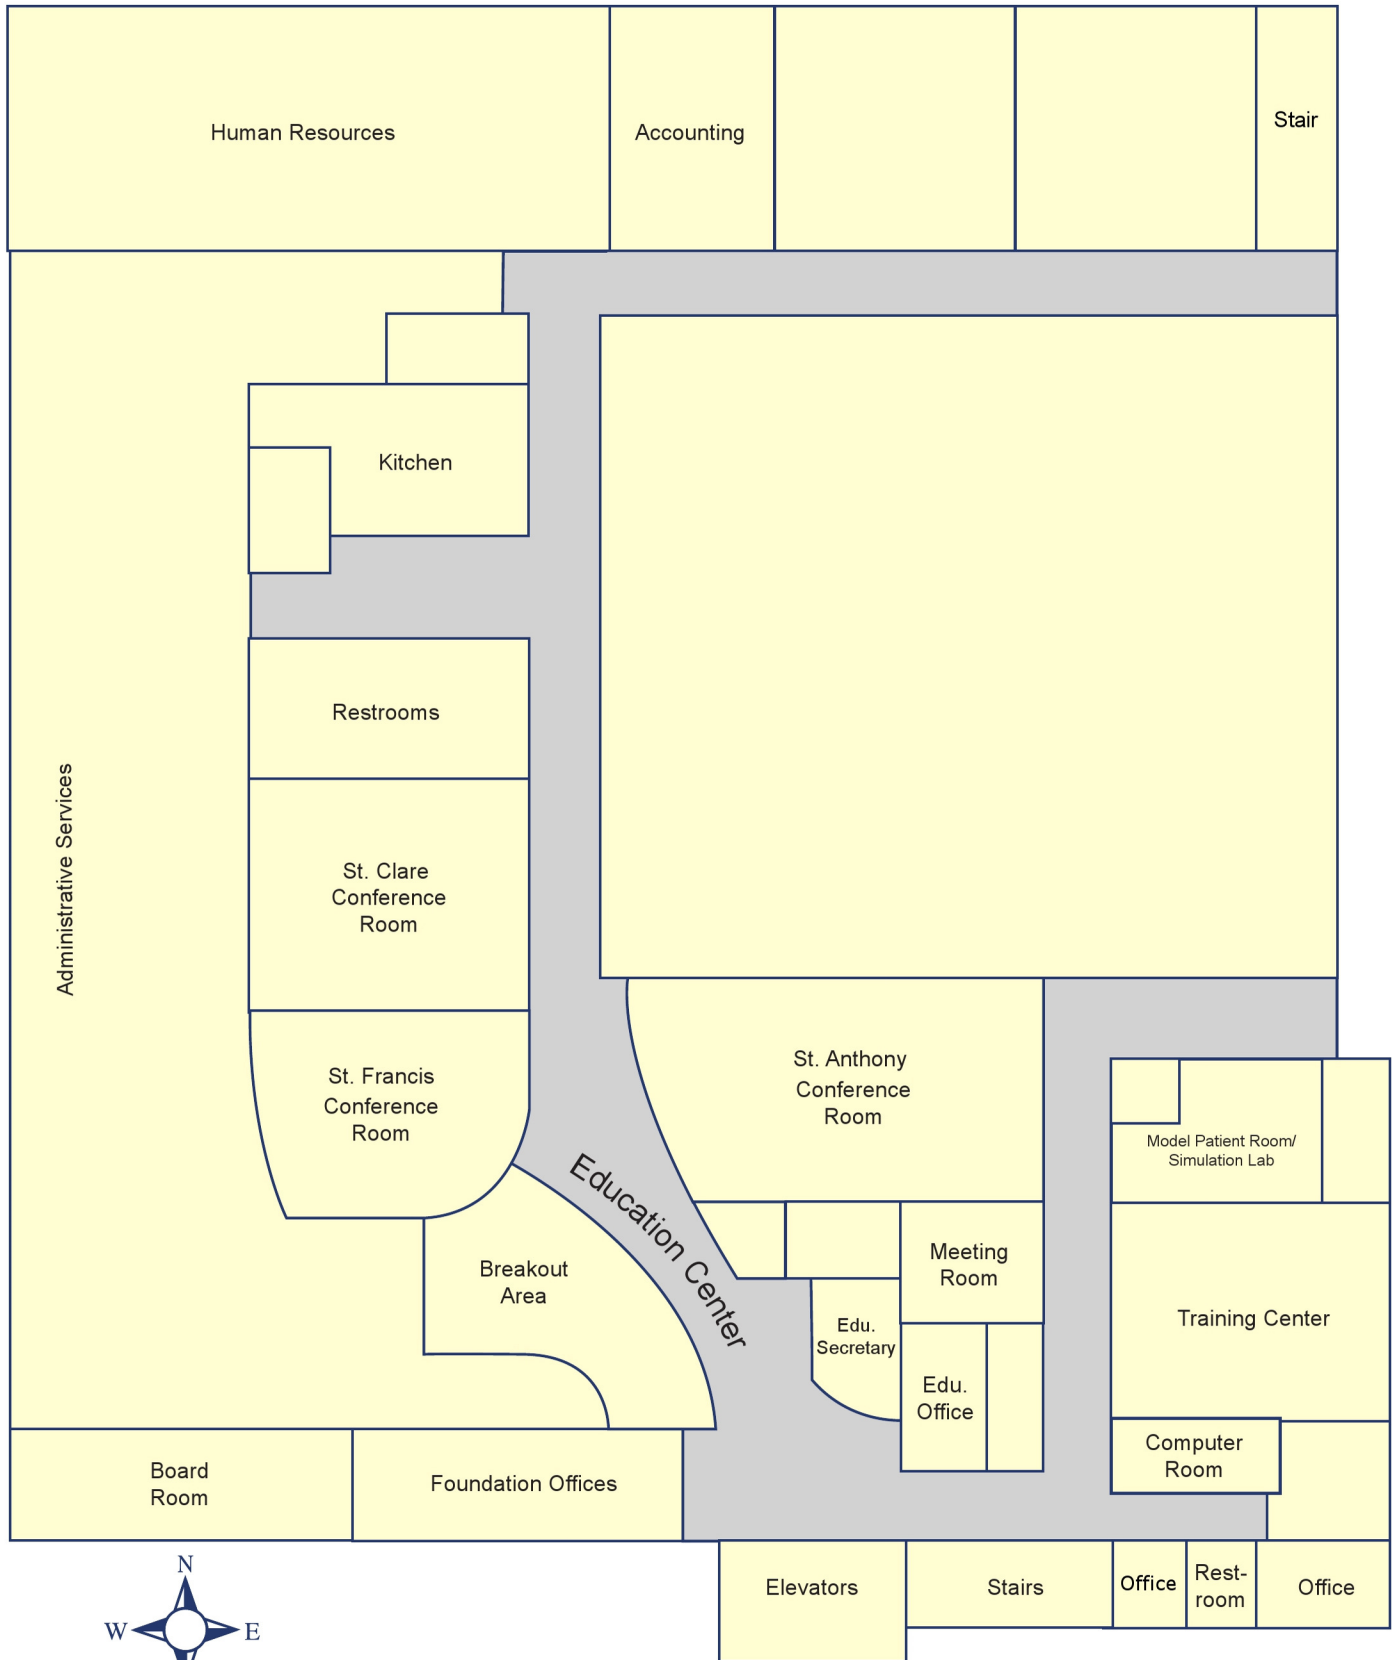 Human Resources
Accounting
Stair
Kitchen
Restrooms
Administrative Services
St. Clare
Conference
Room
St. Francis
Conference
Room
St. Anthony
Conference
Room
Education Center
Model Patient Room/
Simulation Lab
Breakout
Area
Meeting
Room
Edu.
Secretary
Training Center
Edu.
Office
Computer
Room
Board
Room
Foundation Offices
Elevators
Stairs
Office
Rest-
room
Office
N
W
E